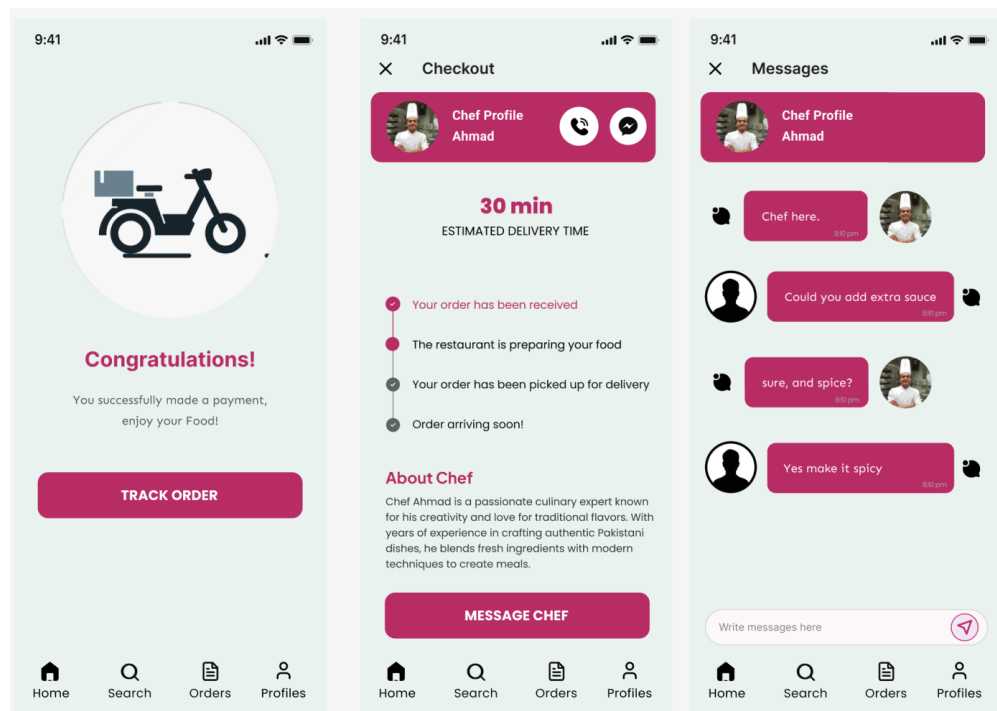 9:41
Congratulations!
You successfully made a payment,
enjoy your Food!
TRACK ORDER
Home
Search
Orders
Profiles
9:41
Checkout
Chef Profile
Ahmad
30 min
ESTIMATED DELIVERY TIME
Your order has been received
The restaurant is preparing your food
Your order has been picked up for delivery
Order arriving soon!
About Chef
Chef Ahmad is a passionate culinary expert known
for his creativity and love for traditional flavors. With
years of experience in crafting authentic Pakistani
dishes, he blends fresh ingredients with modern
techniques to create meals.
MESSAGE CHEF
Home
Search
Orders
Profiles
9:41
Messages
Chef Profile
Ahmad
Chef here.
8:10 pm
Could you add extra sauce
8:10 pm
sure, and spice?
8:10 pm
Yes make it spicy
8:10 pm
Write messages here
Home
Search
Orders
Profiles